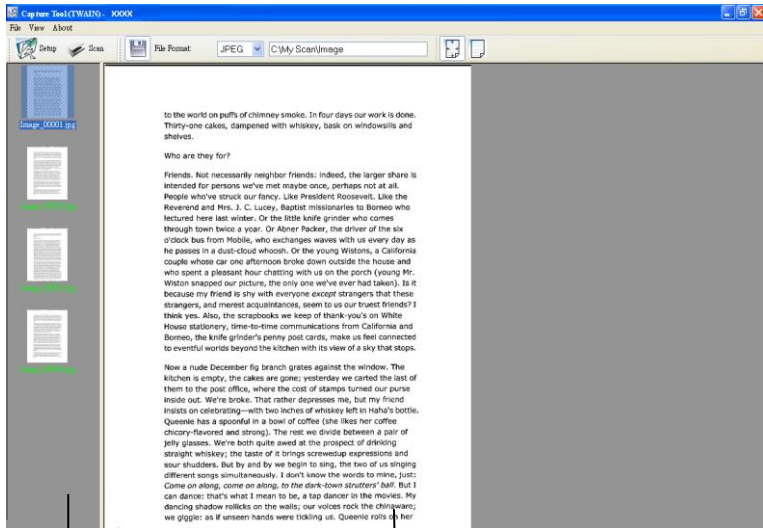 Capture Tool(TWAIN) - XXXX
File View About
Setup Scan File Format: JPEG C:\My Scan\Image
Image_00001.jpg
to the world on puffs of chimney smoke. In four days our work is done.
Thirty-one cakes, dampened with whiskey, bask on windowsills and
shelves.
Who are they for?
Friends. Not necessarily neighbor friends: indeed, the larger share is
intended for persons we've met maybe once, perhaps not at all.
People who've struck our fancy. Like President Roosevelt. Like the
Reverend and Mrs. J. C. Lucey, Baptist missionaries to Borneo who
lectured here last winter. Or the little knife grinder who comes
through town twice a year. Or Abner Packer, the driver of the six
o'clock bus from Mobile, who exchanges waves with us every day as
he passes in a dust-cloud whoosh. Or the young Wistons, a California
couple whose car one afternoon broke down outside the house and
who spent a pleasant hour chatting with us on the porch (young Mr.
Wiston snapped our picture, the only one we've ever had taken). Is it
because my friend is shy with everyone except strangers that these
strangers, and merest acquaintances, seem to us our truest friends? I
think yes. Also, the scrapbooks we keep of thank-you's on White
House stationery, time-to-time communications from California and
Borneo, the knife grinder's penny post cards, make us feel connected
to eventful worlds beyond the kitchen with its view of a sky that stops.
Now a nude December fig branch grates against the window. The
kitchen is empty, the cakes are gone; yesterday we carted the last of
them to the post office, where the cost of stamps turned our purse
inside out. We're broke. That rather depresses me, but my friend
insists on celebrating—with two inches of whiskey left in Haha's bottle.
Queenie has a spoonful in a bowl of coffee (she likes her coffee
chicory-flavored and strong). The rest we divide between a pair of
jelly glasses. We're both quite awed at the prospect of drinking
straight whiskey; the taste of it brings screwedup expressions and
sour shudders. But by and by we begin to sing, the two of us singing
different songs simultaneously. I don't know the words to mine, just:
Come on along, come on along, to the dark-town strutters' ball. But I
can dance: that's what I mean to be, a tap dancer in the movies. My
dancing shadow rollicks on the walls; our voices rock the chinaware;
we giggle: as if unseen hands were tickling us. Queenie rolls on her